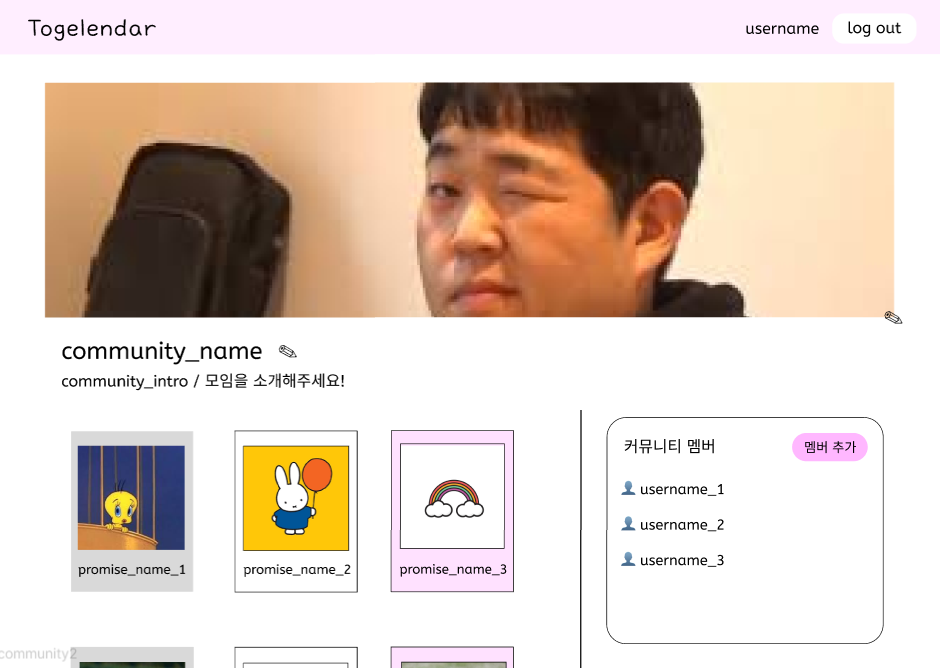 Togelendar
username
log out
community_name
community_intro / 모임을 소개해주세요!
promise_name_1
promise_name_2
promise_name_3
커뮤니티 멤버
멤버 추가
username_1
username_2
username_3
community2